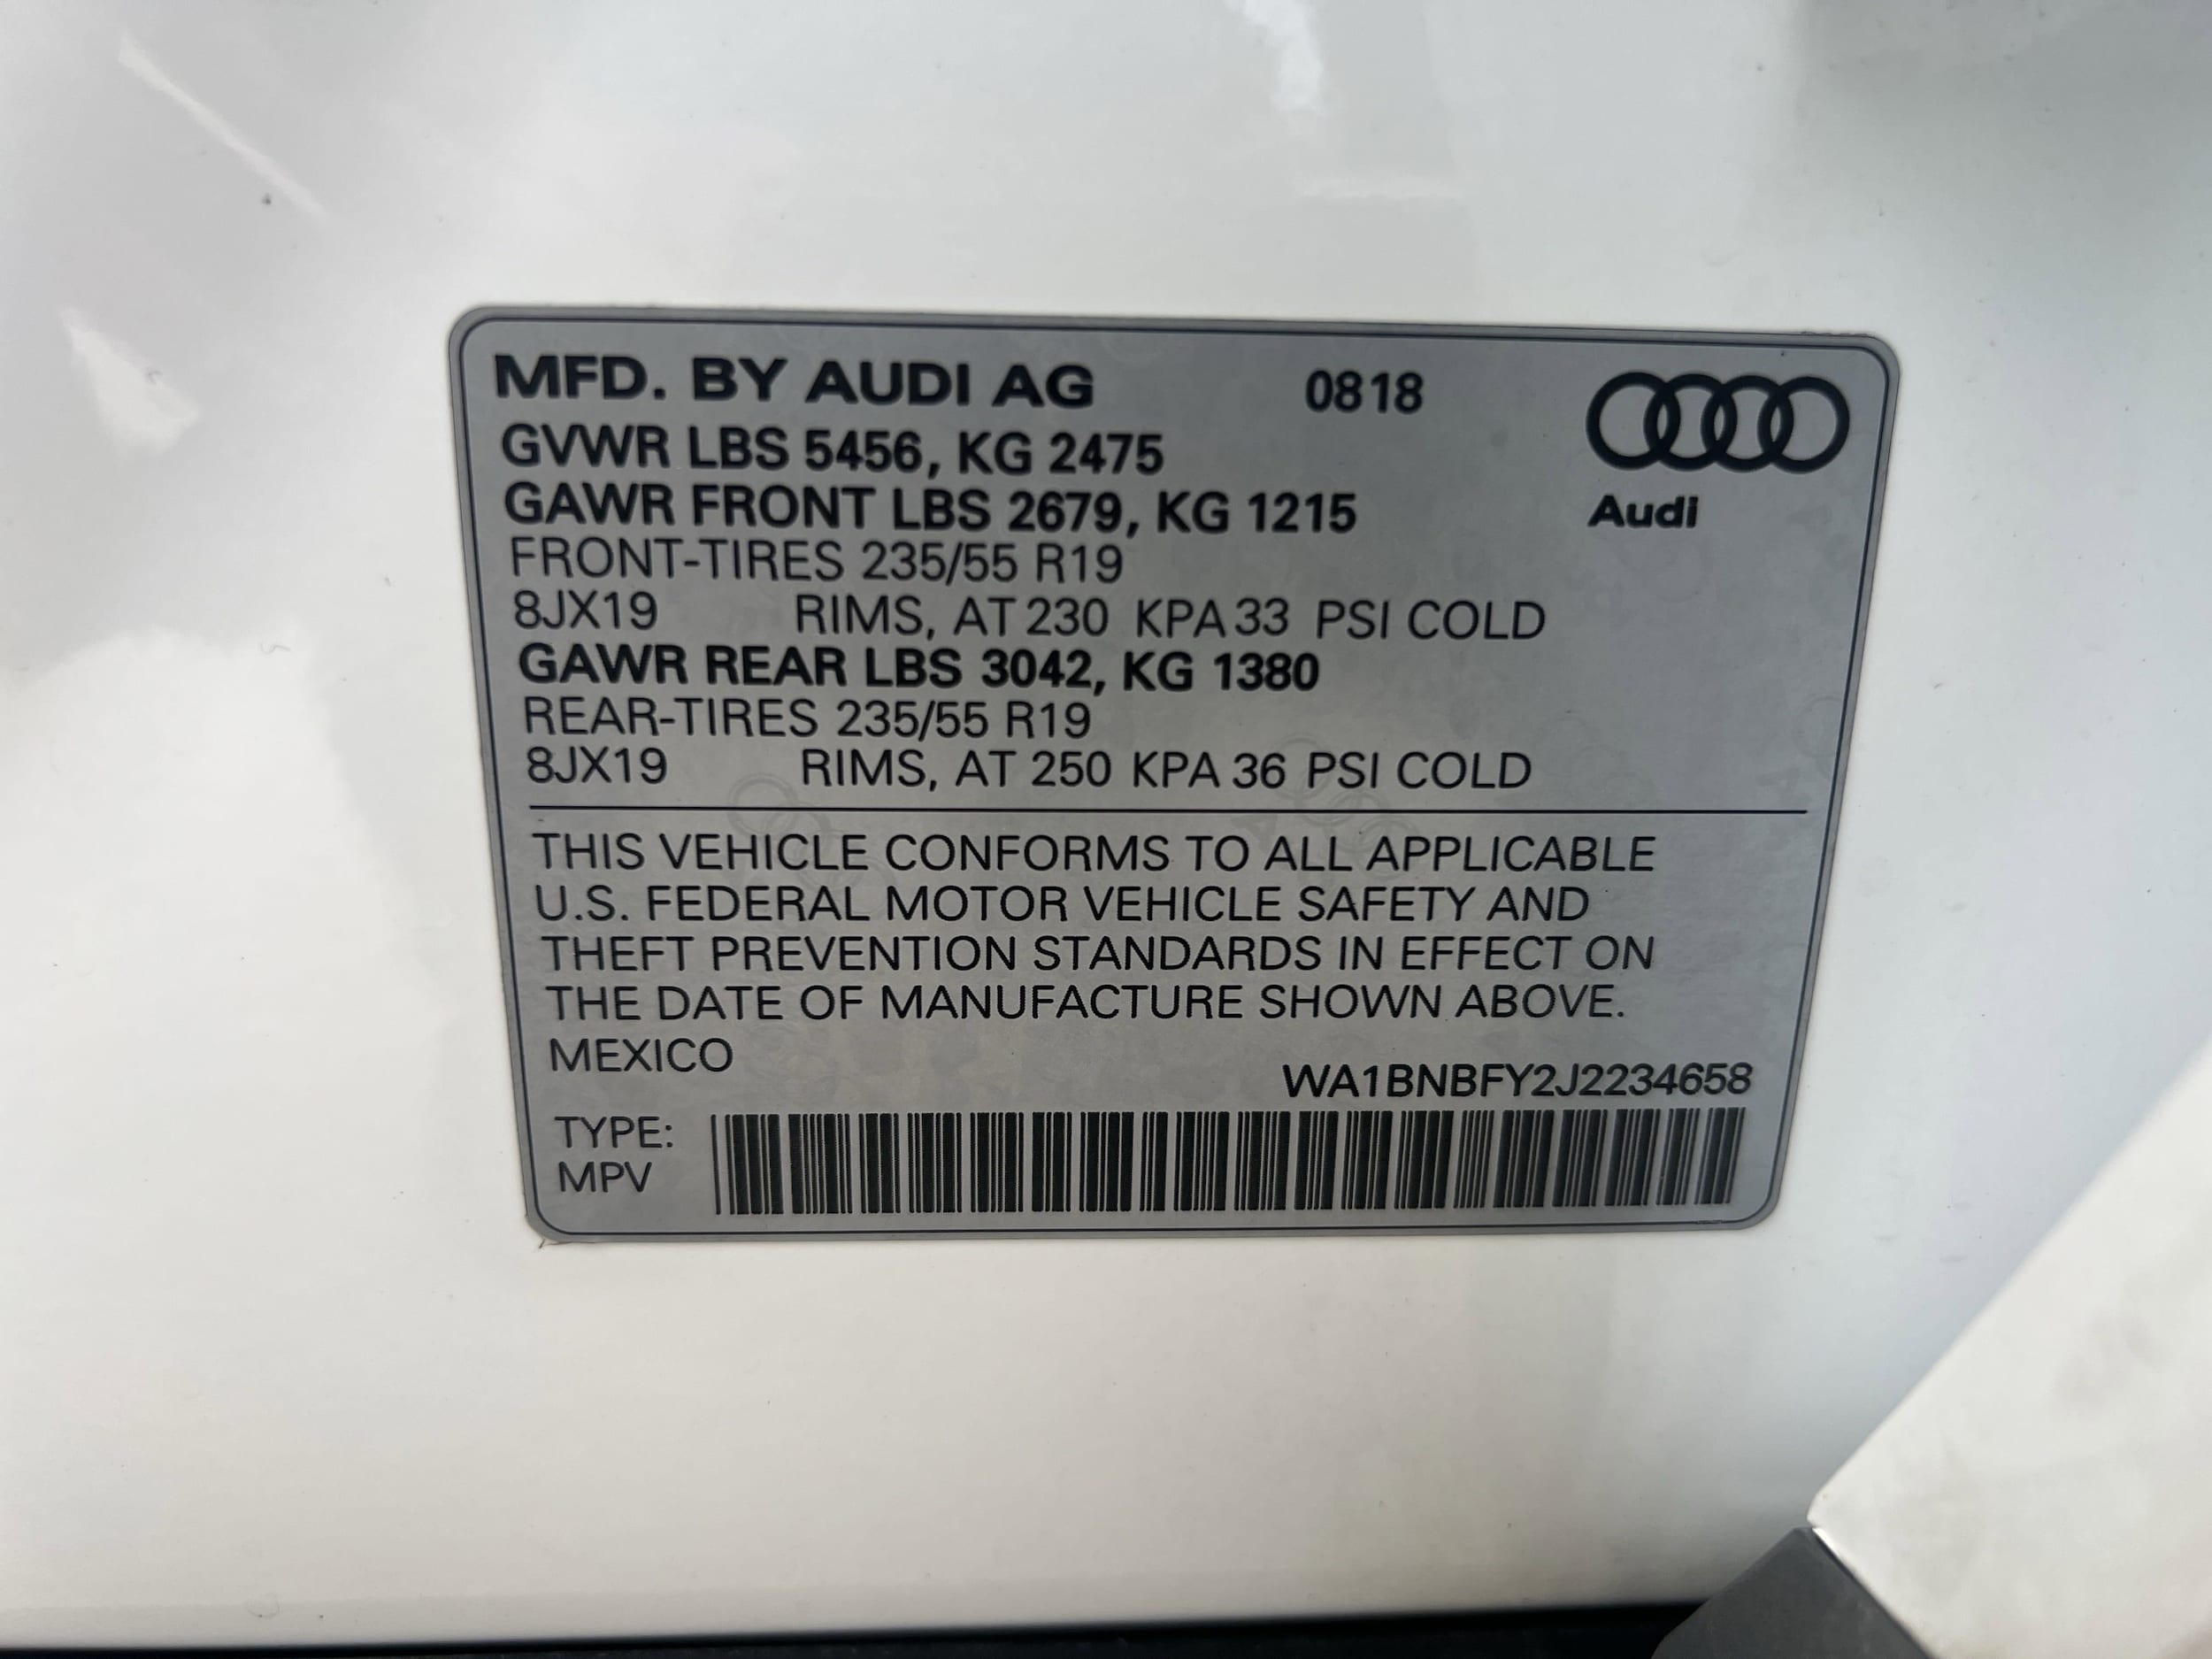 MFD. BY AUDI AG 0818
GVWR LBS 5456, KG 2475
GAWR FRONT LBS 2679, KG 1215
Audi
FRONT-TIRES 235/55 R19
8JX19 RIMS, AT 230 KPA 33 PSI COLD
GAWR REAR LBS 3042, KG 1380
REAR-TIRES 235/55 R19
8JX19 RIMS, AT 250 KPA 36 PSI COLD
THIS VEHICLE CONFORMS TO ALL APPLICABLE
U.S. FEDERAL MOTOR VEHICLE SAFETY AND
THEFT PREVENTION STANDARDS IN EFFECT ON
THE DATE OF MANUFACTURE SHOWN ABOVE.
MEXICO
WA1BNBFY2J2234658
TYPE:
MPV